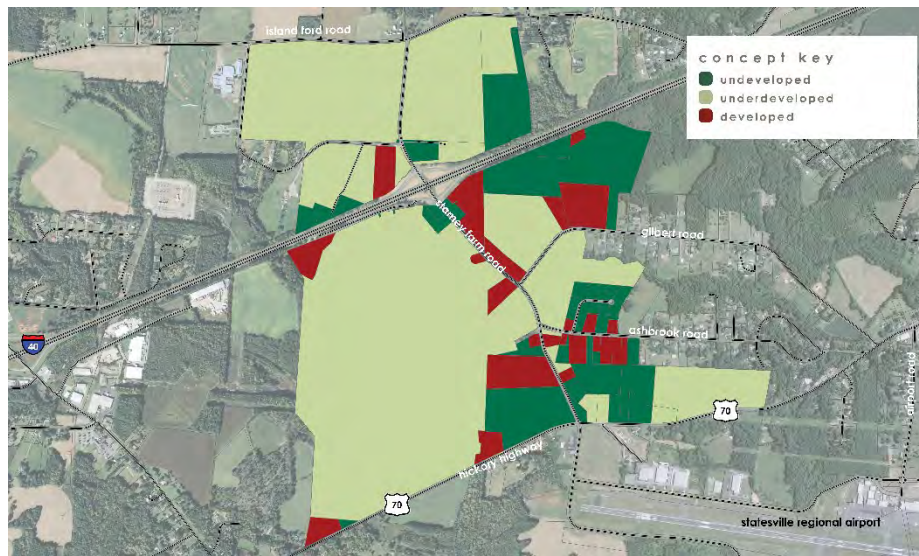 island ford road
concept key
undeveloped
underdeveloped
developed
stamey farm road
gilbert road
40
ashbrook road
airport road
70
hickory highway
70
statesville regional airport